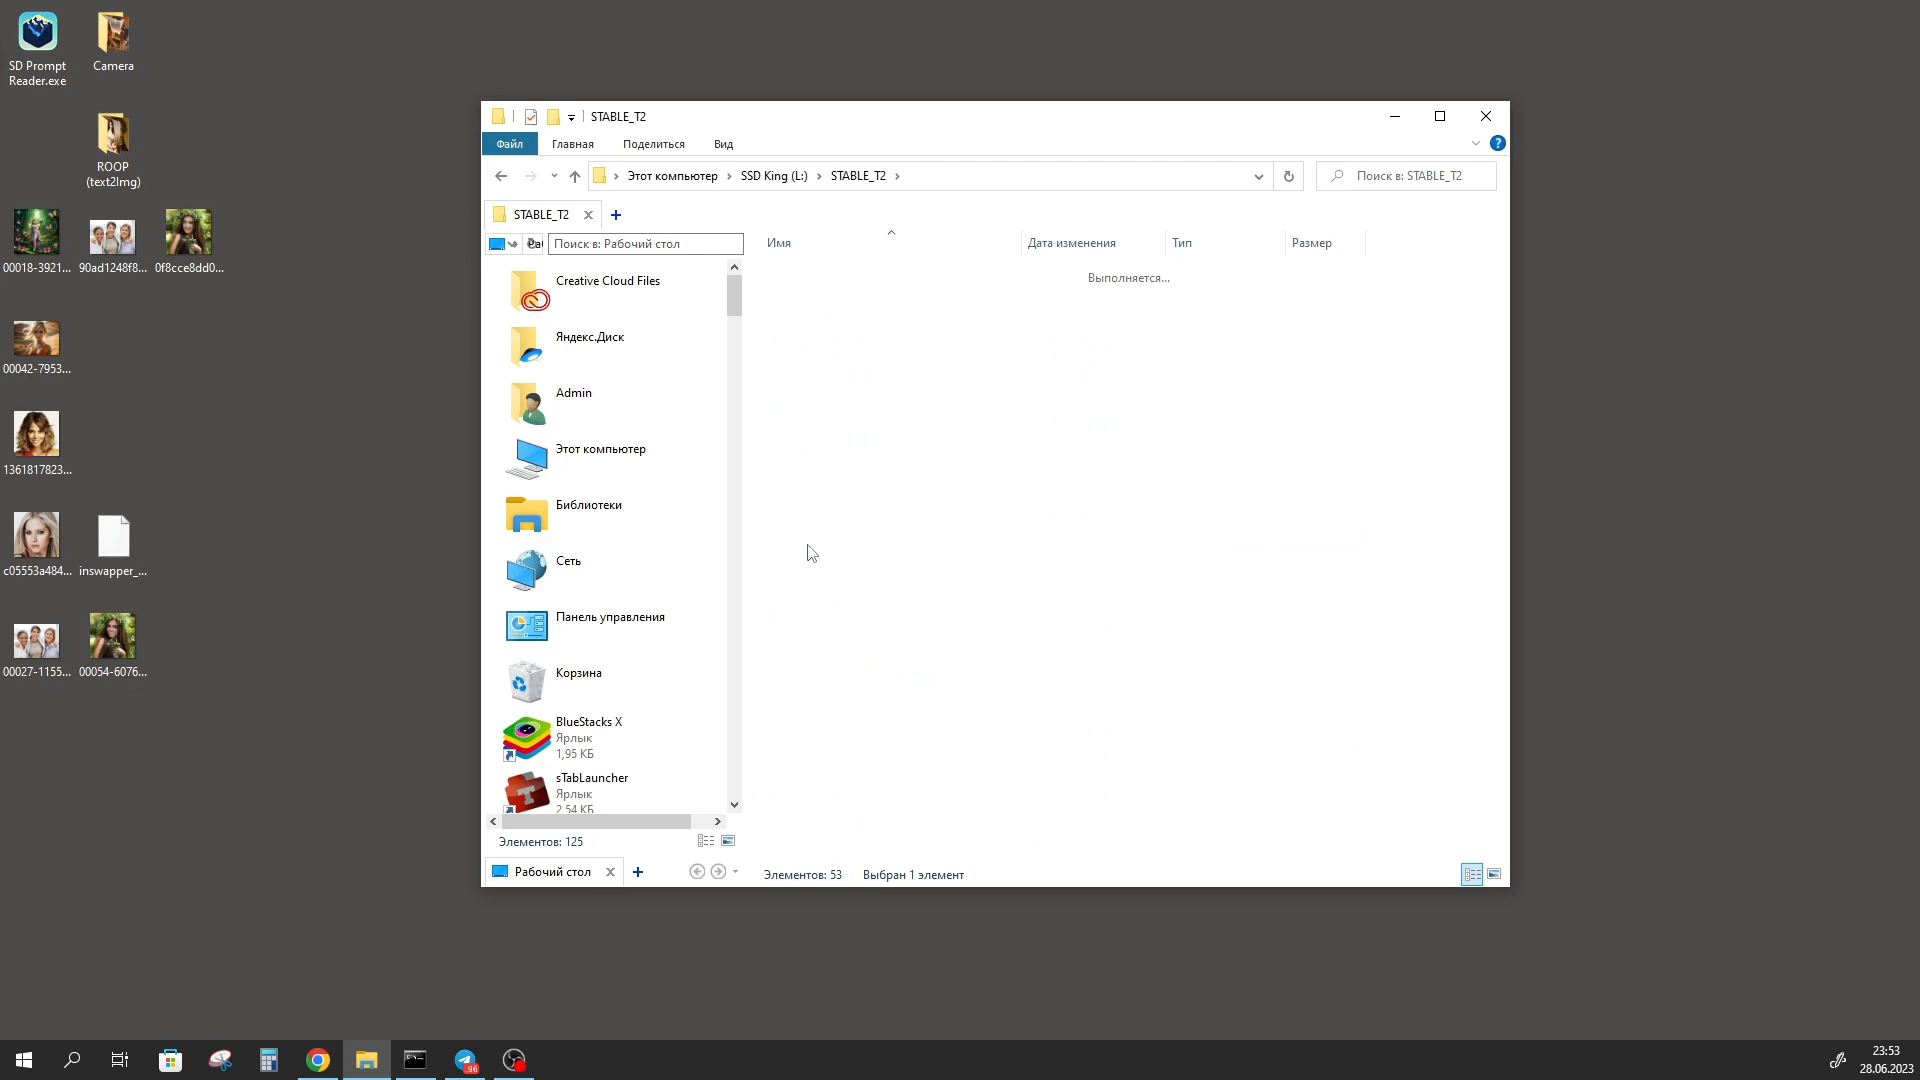 SD Prompt
Reader.exe
Camera
ROOP
(text2Img)
00018-3921...
90ad1248f8...
0f8cce8dd0...
00042-7953...
1361817823...
c05553a484...
inswapper_...
00027-1155...
00054-6076...
STABLE_T2
Файл
Главная
Поделиться
Вид
?
Этот компьютер
SSD King (L:)
STABLE_T2
Поиск в: STABLE_T2
STABLE_T2
Поиск в: Рабочий стол
Имя
Дата изменения
Тип
Размер
Выполняется...
Creative Cloud Files
Яндекс.Диск
Admin
Этот компьютер
Библиотеки
Сеть
Панель управления
Корзина
BlueStacks X
Ярлык
1,95 КБ
sTabLauncher
Ярлык
2,54 КБ
Элементов: 125
Рабочий стол
Элементов: 53
Выбран 1 элемент
96
23:53
28.06.2023